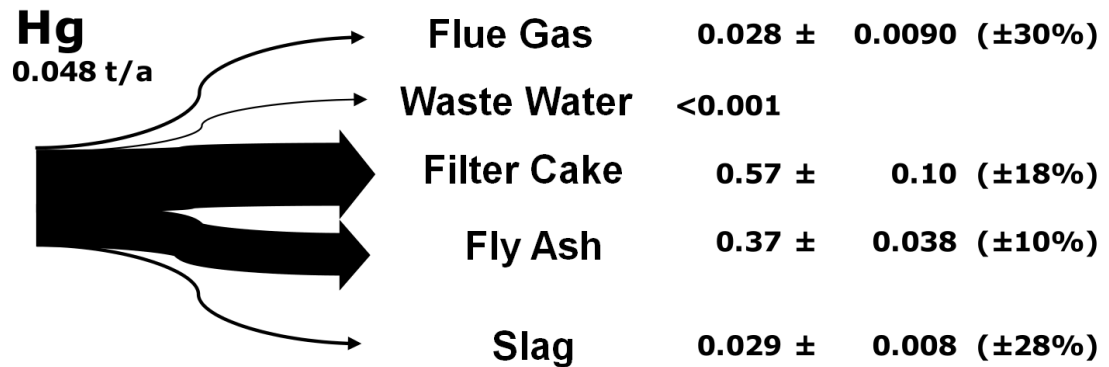 Hg
0.048 t/a
Flue Gas 0.028 ± 0.0090 (±30%)
Waste Water <0.001
Filter Cake 0.57 ± 0.10 (±18%)
Fly Ash 0.37 ± 0.038 (±10%)
Slag 0.029 ± 0.008 (±28%)